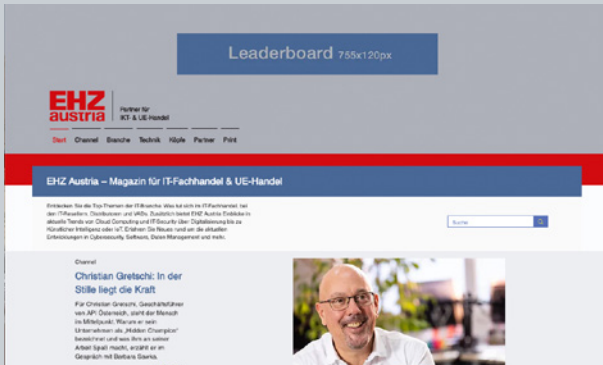 Leaderboard 755x120px
EHZ
austria
Partner für
IKT- & UE-Handel
Start Channel Branche Technik Köpfe Partner Print
EHZ Austria – Magazin für IT-Fachhandel & UE-Handel
Entdecken Sie die Top-Themen der IT-Branche. Was tut sich im IT-Fachhandel, bei
den IT-Resellern, Distributoren und VADs. Zusätzlich bietet EHZ Austria Einblicke in
aktuelle Trends von Cloud Computing und IT-Security über Digitalisierung bis zu
Künstlicher Intelligenz oder IoT. Erfahren Sie Neues rund um die aktuellen
Entwicklungen in Cybersecurity, Software, Daten Management und mehr.
Suche
Channel
Christian Gretschi: In der
Stille liegt die Kraft
Für Christian Gretschi, Geschäftsführer
von API Österreich, steht der Mensch
im Mittelpunkt. Warum er sein
Unternehmen als „Hidden Champion“
bezeichnet und was ihm an seiner
Arbeit Spaß macht, erzählt er im
Gespräch mit Barbara Sawka.